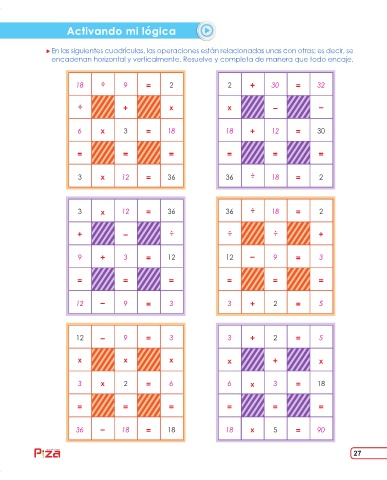 Activando mi lógica
En las siguientes cuadrículas, las operaciones están relacionadas unas con otras; es decir, se
encadenan horizontal y verticalmente. Resuelve y completa de manera que todo encaje.
18 ÷ 9 = 2
÷ + x
6 x 3 = 18
= = =
3 x 12 = 36
2 + 30 = 32
x – –
18 + 12 = 30
= = =
36 ÷ 18 = 2
3 x 12 = 36
+ – ÷
9 + 3 = 12
= = =
12 – 9 = 3
36 ÷ 18 = 2
÷ ÷ +
12 – 9 = 3
= = =
3 + 2 = 5
12 – 9 = 3
x x x
3 x 2 = 6
= = =
36 – 18 = 18
3 + 2 = 5
x + x
6 x 3 = 18
= = =
18 x 5 = 90
27